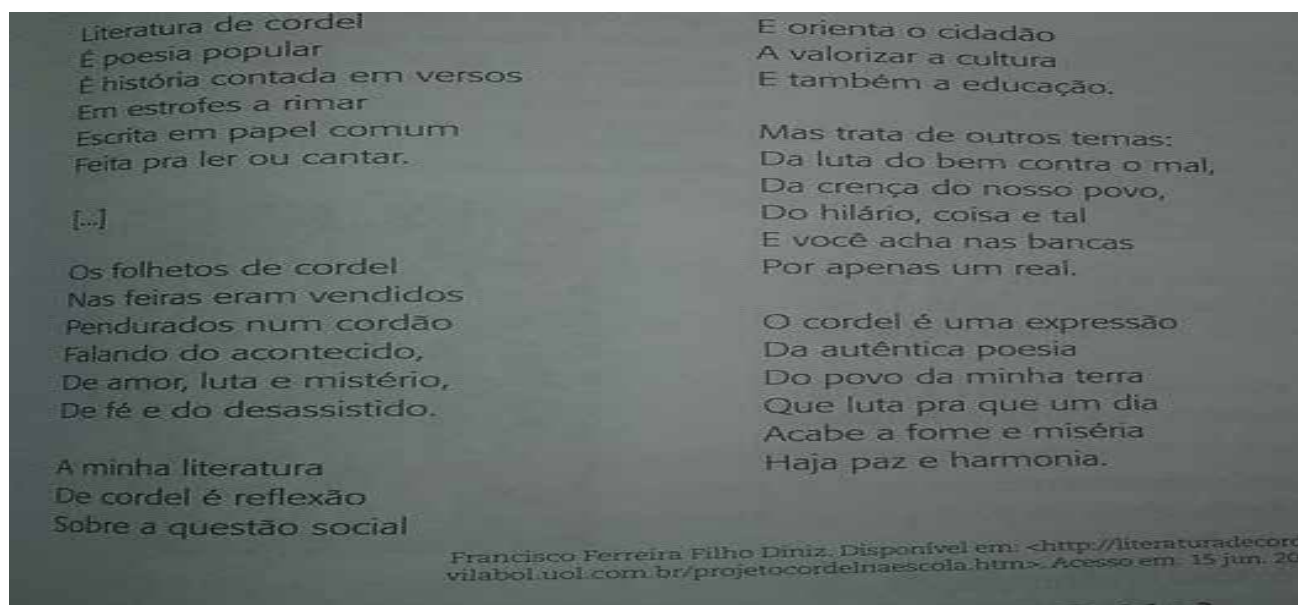 Literatura de cordel
É poesia popular
É história contada em versos
Em estrofes a rimar
Escrita em papel comum
Feita pra ler ou cantar.
[...]
Os folhetos de cordel
Nas feiras eram vendidos
Pendurados num cordão
Falando do acontecido,
De amor, luta e mistério,
De fé e do desassistido.
A minha literatura
De cordel é reflexão
Sobre a questão social
E orienta o cidadão
A valorizar a cultura
E também a educação.
Mas trata de outros temas:
Da luta do bem contra o mal,
Da crença do nosso povo,
Do hilário, coisa e tal
E você acha nas bancas
Por apenas um real.
O cordel é uma expressão
Da autêntica poesia
Do povo da minha terra
Que luta pra que um dia
Acabe a fome e miséria
Haja paz e harmonia.
Francisco Ferreira Filho Diniz. Disponível em: <http://literaturadecord
vilabol.uol.com.br/projetocordelnaescola.htm>. Acesso em: 15 jun. 20